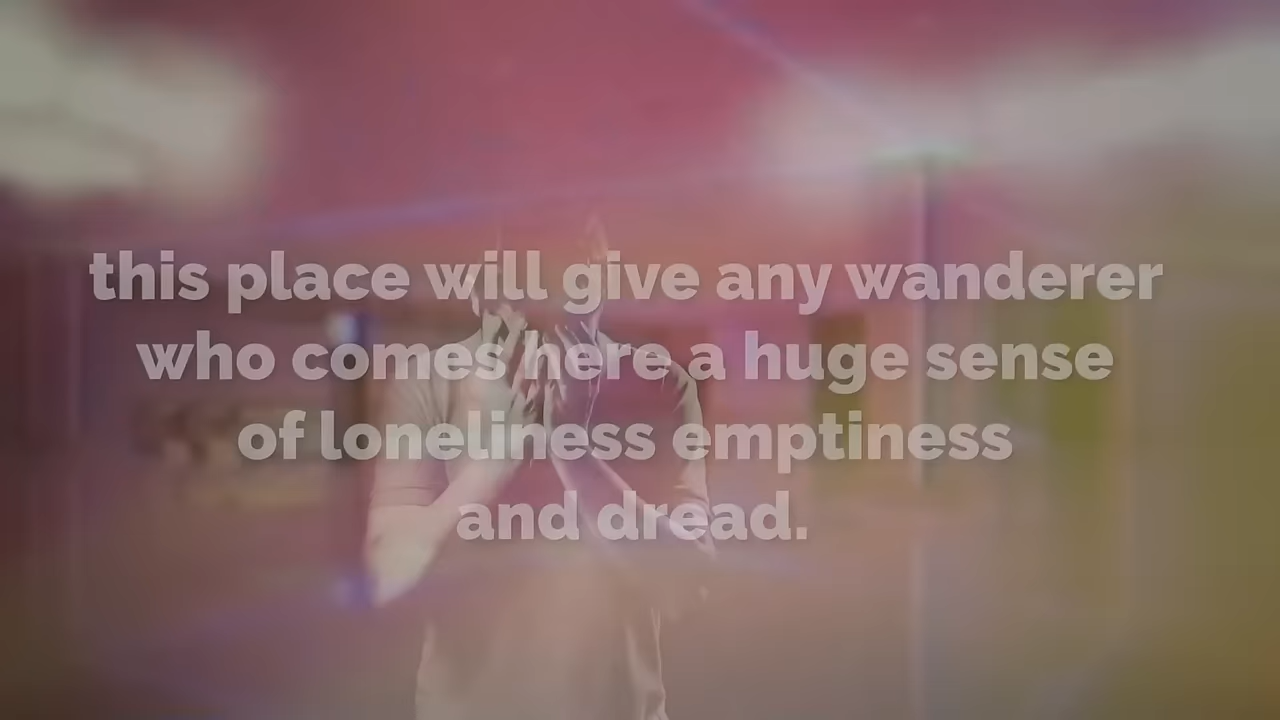 this place will give any wanderer
who comes here a huge sense
of loneliness emptiness
and dread.